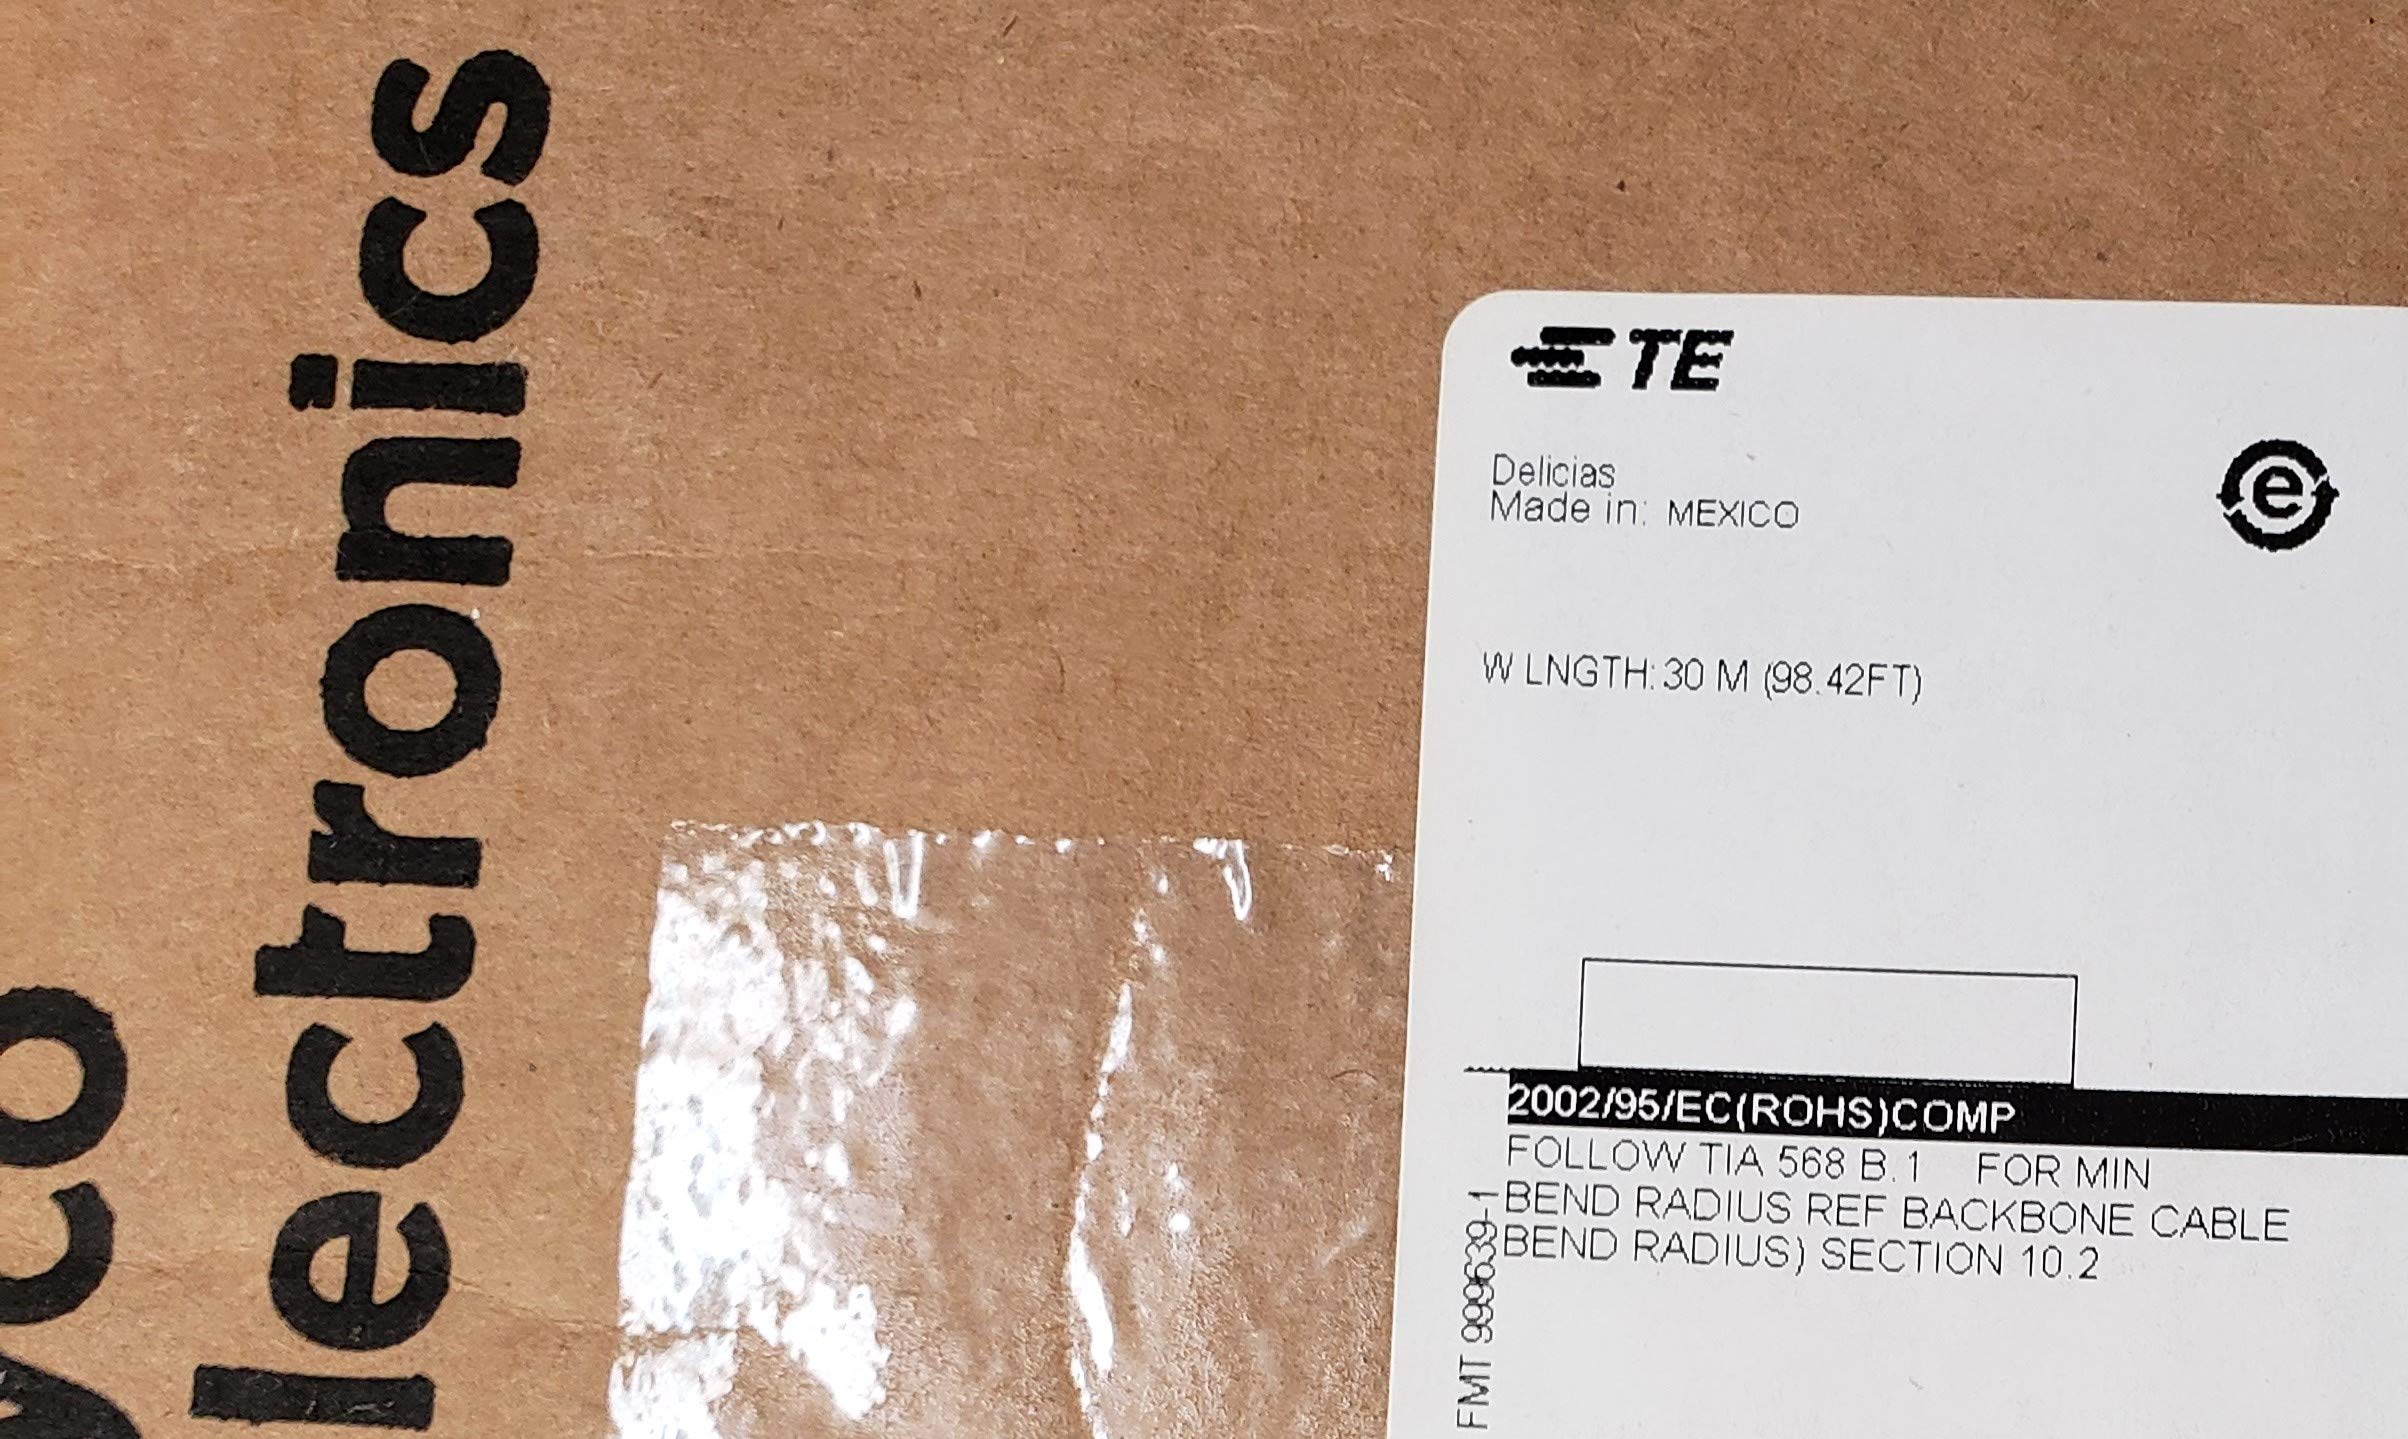 yco
lectronics
TE
e
Delicias
Made in: MEXICO
W LNGTH: 30 M (98.42FT)
2002/95/EC(ROHS)COMP
FOLLOW TIA 568 B.1 FOR MIN
BEND RADIUS REF BACKBONE CABLE
BEND RADIUS) SECTION 10.2
FMT 999639-1